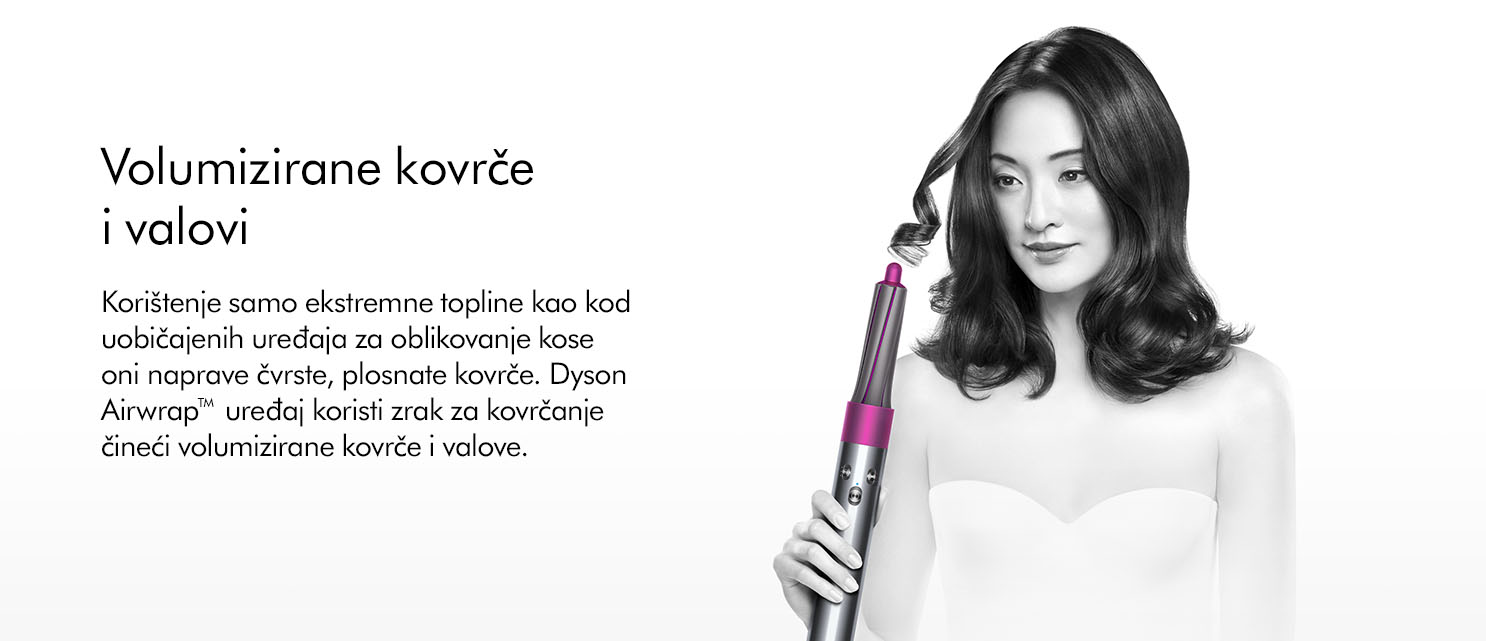 Volumizirane kovrče
i valovi
Korištenje samo ekstremne topline kao kod
uobičajenih uređaja za oblikovanje kose
oni naprave čvrste, plosnate kovrče. Dyson
Airwrap™ uređaj koristi zrak za kovrčanje
čineći volumizirane kovrče i valove.